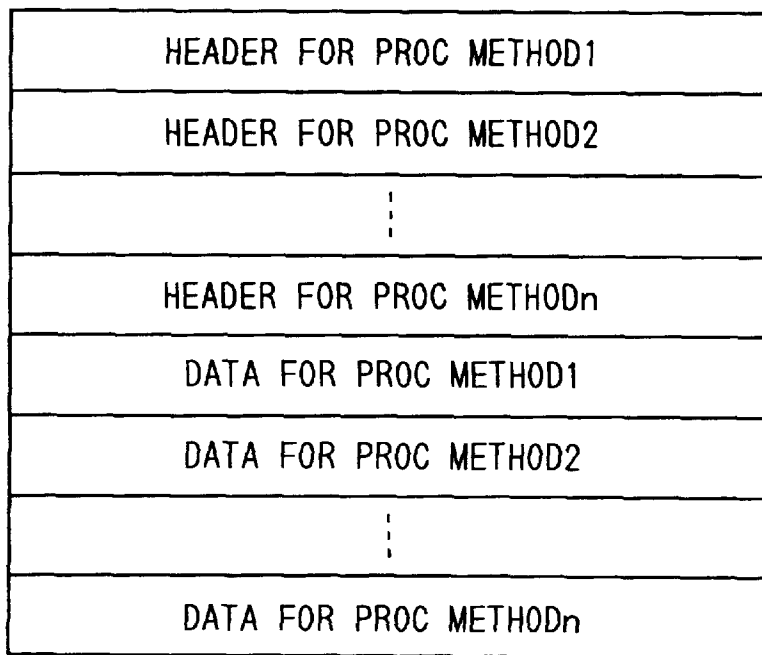 HEADER FOR PROC METHOD1
HEADER FOR PROC METHOD2
HEADER FOR PROC METHODn
DATA FOR PROC METHOD1
DATA FOR PROC METHOD2
DATA FOR PROC METHODn